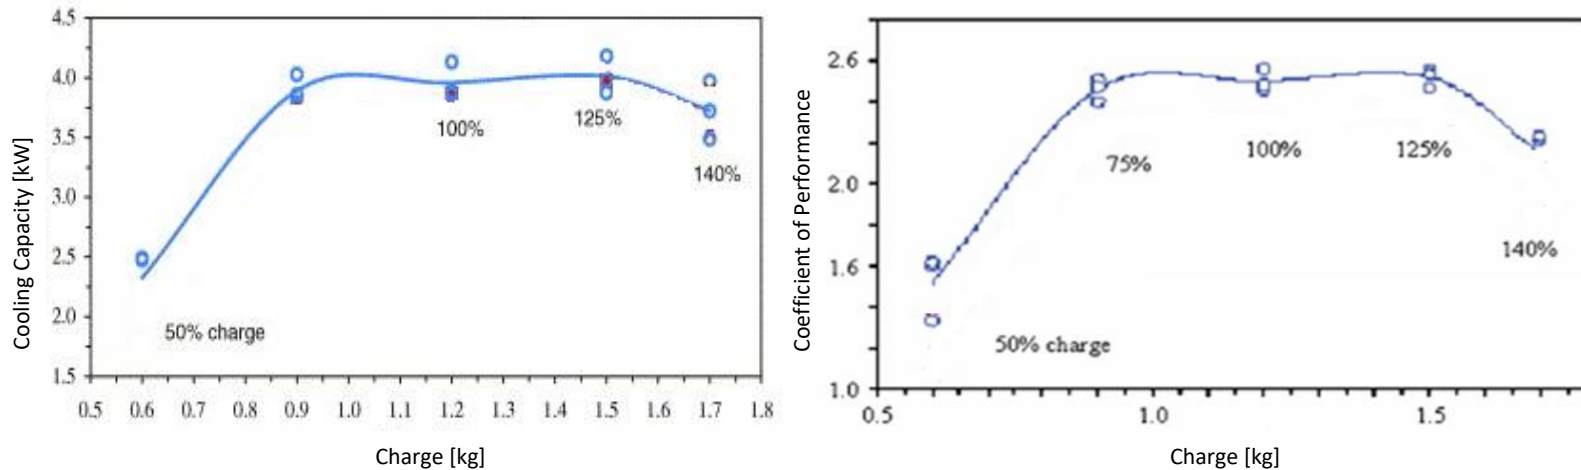 Cooling Capacity [kW]
4.5
4.0
3.5
3.0
2.5
2.0
1.5
100%
125%
140%
50% charge
0.5 0.6 0.7 0.8 0.9 1.0 1.1 1.2 1.3 1.4 1.5 1.6 1.7 1.8
Charge [kg]
Coefficient of Performance
2.6
2.0
1.6
1.0
75%
100%
125%
140%
50% charge
0.5 1.0 1.5
Charge [kg]